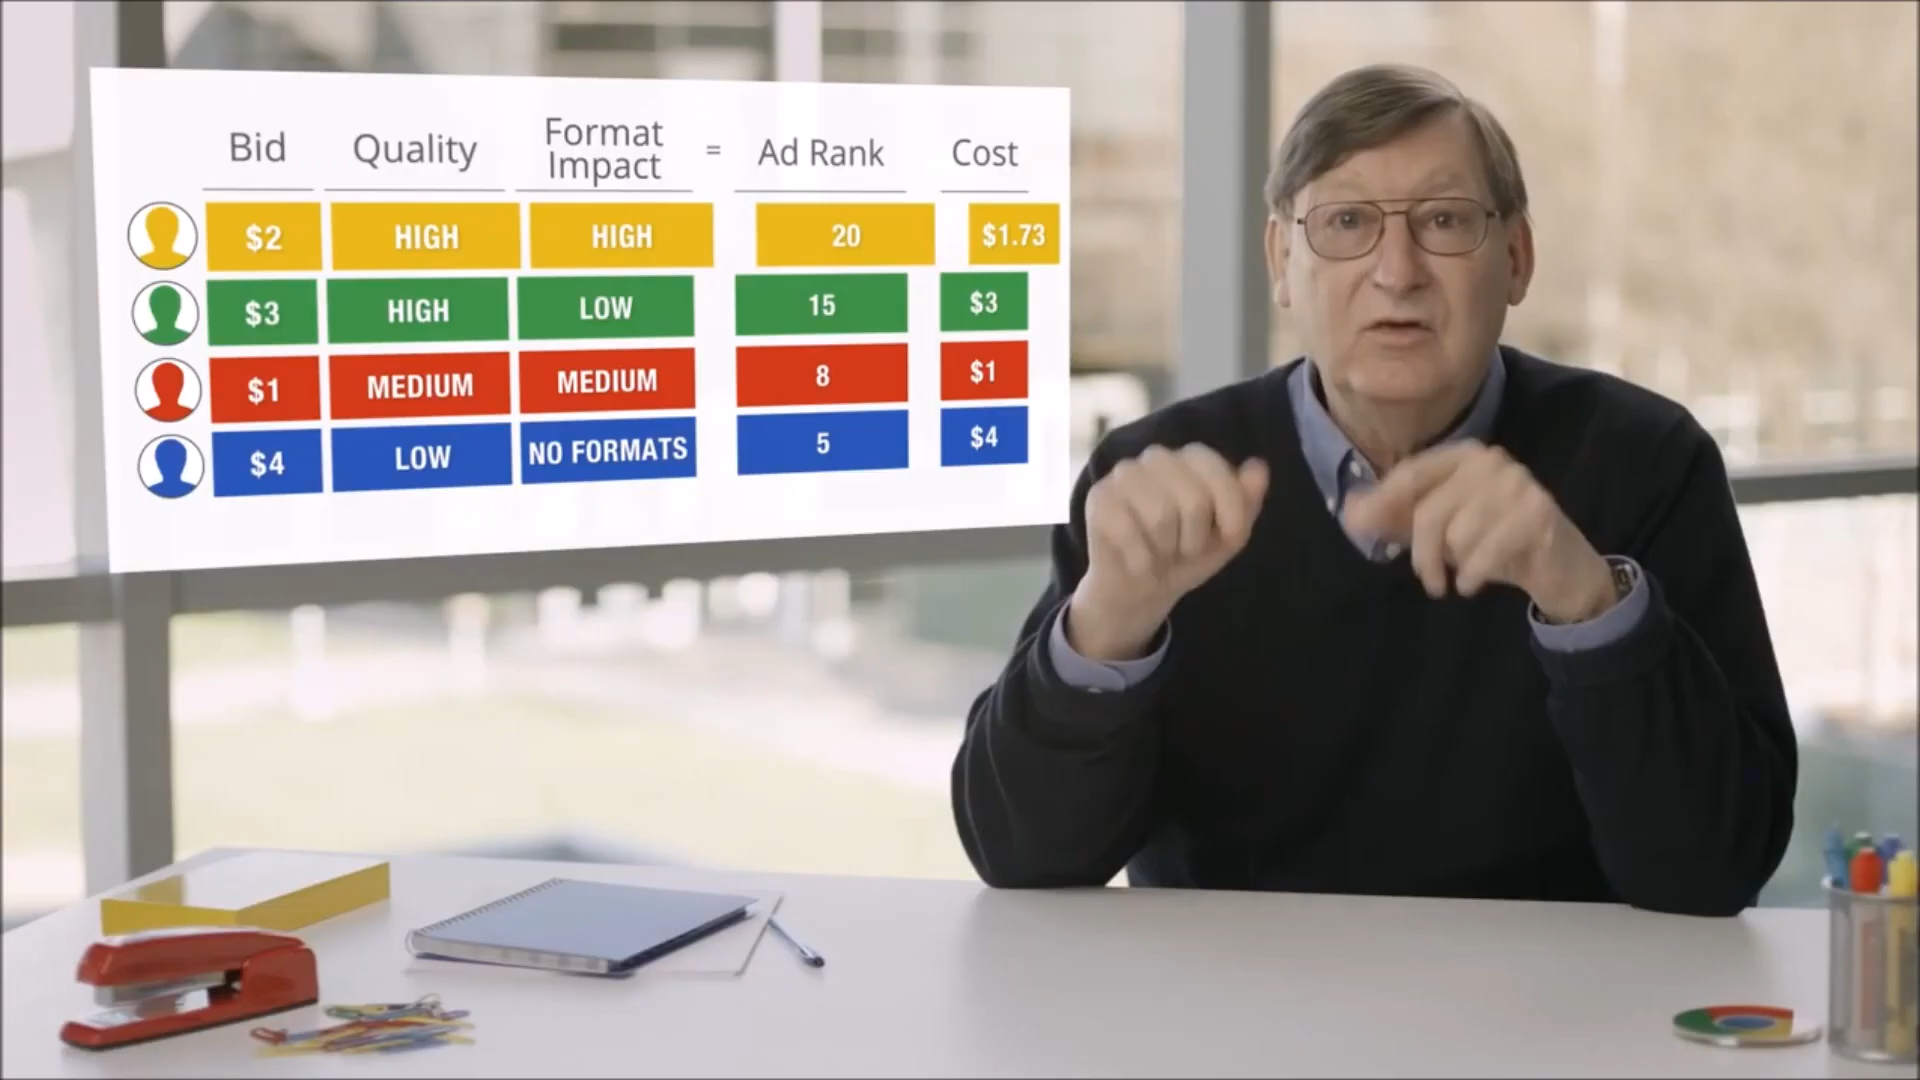 Bid Quality Format Impact = Ad Rank Cost
$2 HIGH HIGH 20 $1.73
$3 HIGH LOW 15 $3
$1 MEDIUM MEDIUM 8 $1
$4 LOW NO FORMATS 5 $4